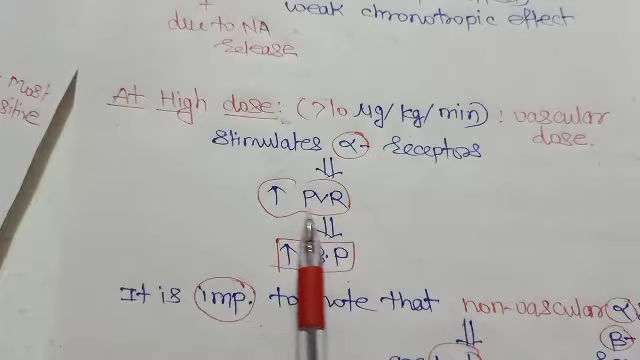 + weak chronotropic effect
due to NA
release
Most
sitive
At High dose: (>10 μg/kg/min): vascular
dose.
Stimulates α- receptors
⇓
↑ PVR
⇓
↑ B.P
It is imp. to note that non-vascular α
⇓ β-